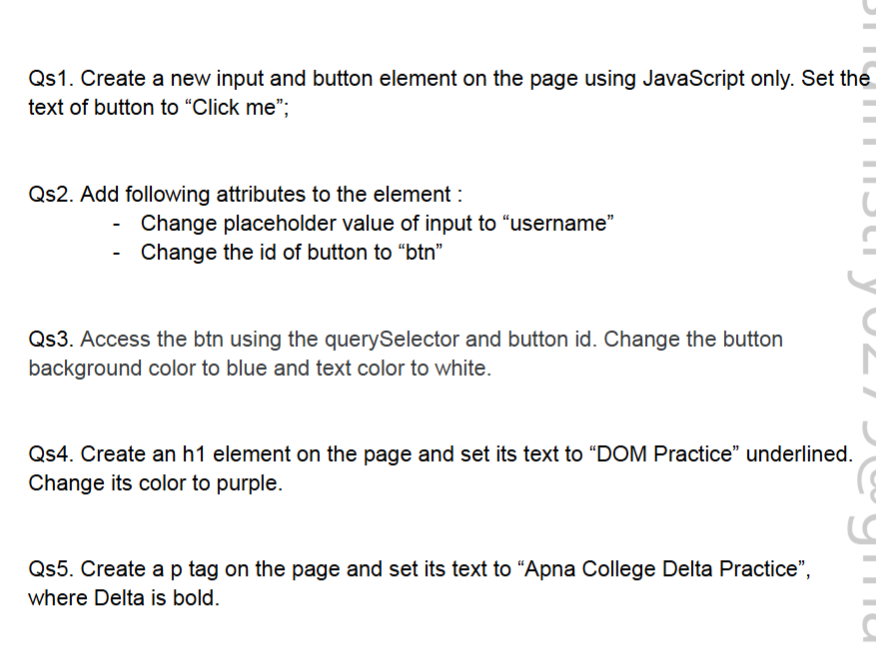 Qs1. Create a new input and button element on the page using JavaScript only. Set the
text of button to “Click me”;
Qs2. Add following attributes to the element :
- Change placeholder value of input to “username”
- Change the id of button to “btn”
Qs3. Access the btn using the querySelector and button id. Change the button
background color to blue and text color to white.
Qs4. Create an h1 element on the page and set its text to “DOM Practice” underlined.
Change its color to purple.
Qs5. Create a p tag on the page and set its text to “Apna College Delta Practice”,
where Delta is bold.